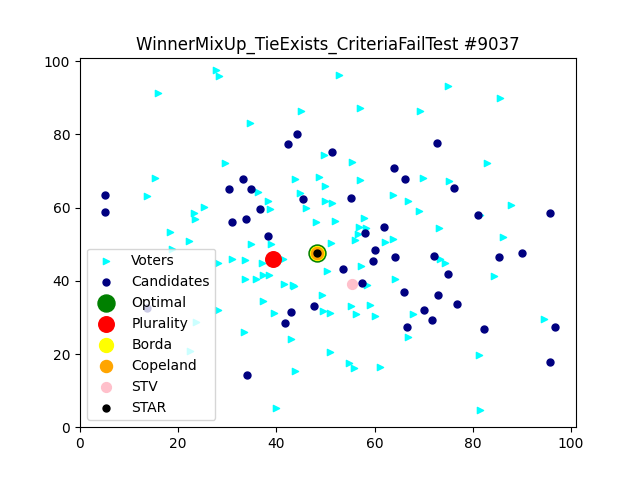 WinnerMixUp_TieExists_CriteriaFailTest #9037
100
80
60
40
20
0
Voters
Candidates
Optimal
Plurality
Borda
Copeland
STV
STAR
0 20 40 60 80 100